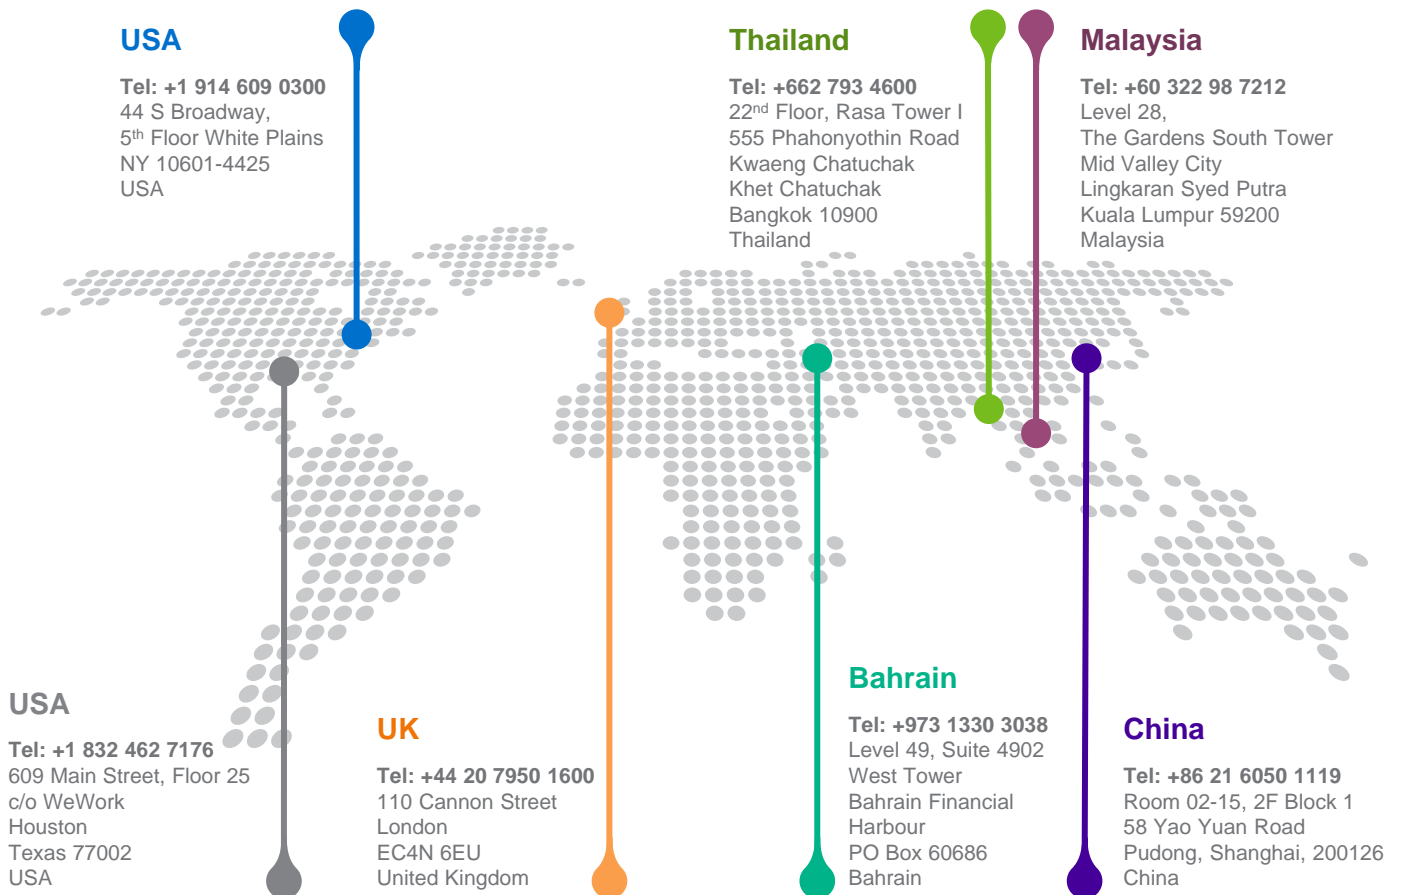 USA
Tel: +1 914 609 0300
44 S Broadway,
5th Floor White Plains
NY 10601-4425
USA
Thailand
Tel: +662 793 4600
22nd Floor, Rasa Tower I
555 Phahonyothin Road
Kwaeng Chatuchak
Khet Chatuchak
Bangkok 10900
Thailand
Malaysia
Tel: +60 322 98 7212
Level 28,
The Gardens South Tower
Mid Valley City
Lingkaran Syed Putra
Kuala Lumpur 59200
Malaysia
USA
Tel: +1 832 462 7176
609 Main Street, Floor 25
c/o WeWork
Houston
Texas 77002
USA
UK
Tel: +44 20 7950 1600
110 Cannon Street
London
EC4N 6EU
United Kingdom
Bahrain
Tel: +973 1330 3038
Level 49, Suite 4902
West Tower
Bahrain Financial
Harbour
PO Box 60686
Bahrain
China
Tel: +86 21 6050 1119
Room 02-15, 2F Block 1
58 Yao Yuan Road
Pudong, Shanghai, 200126
China